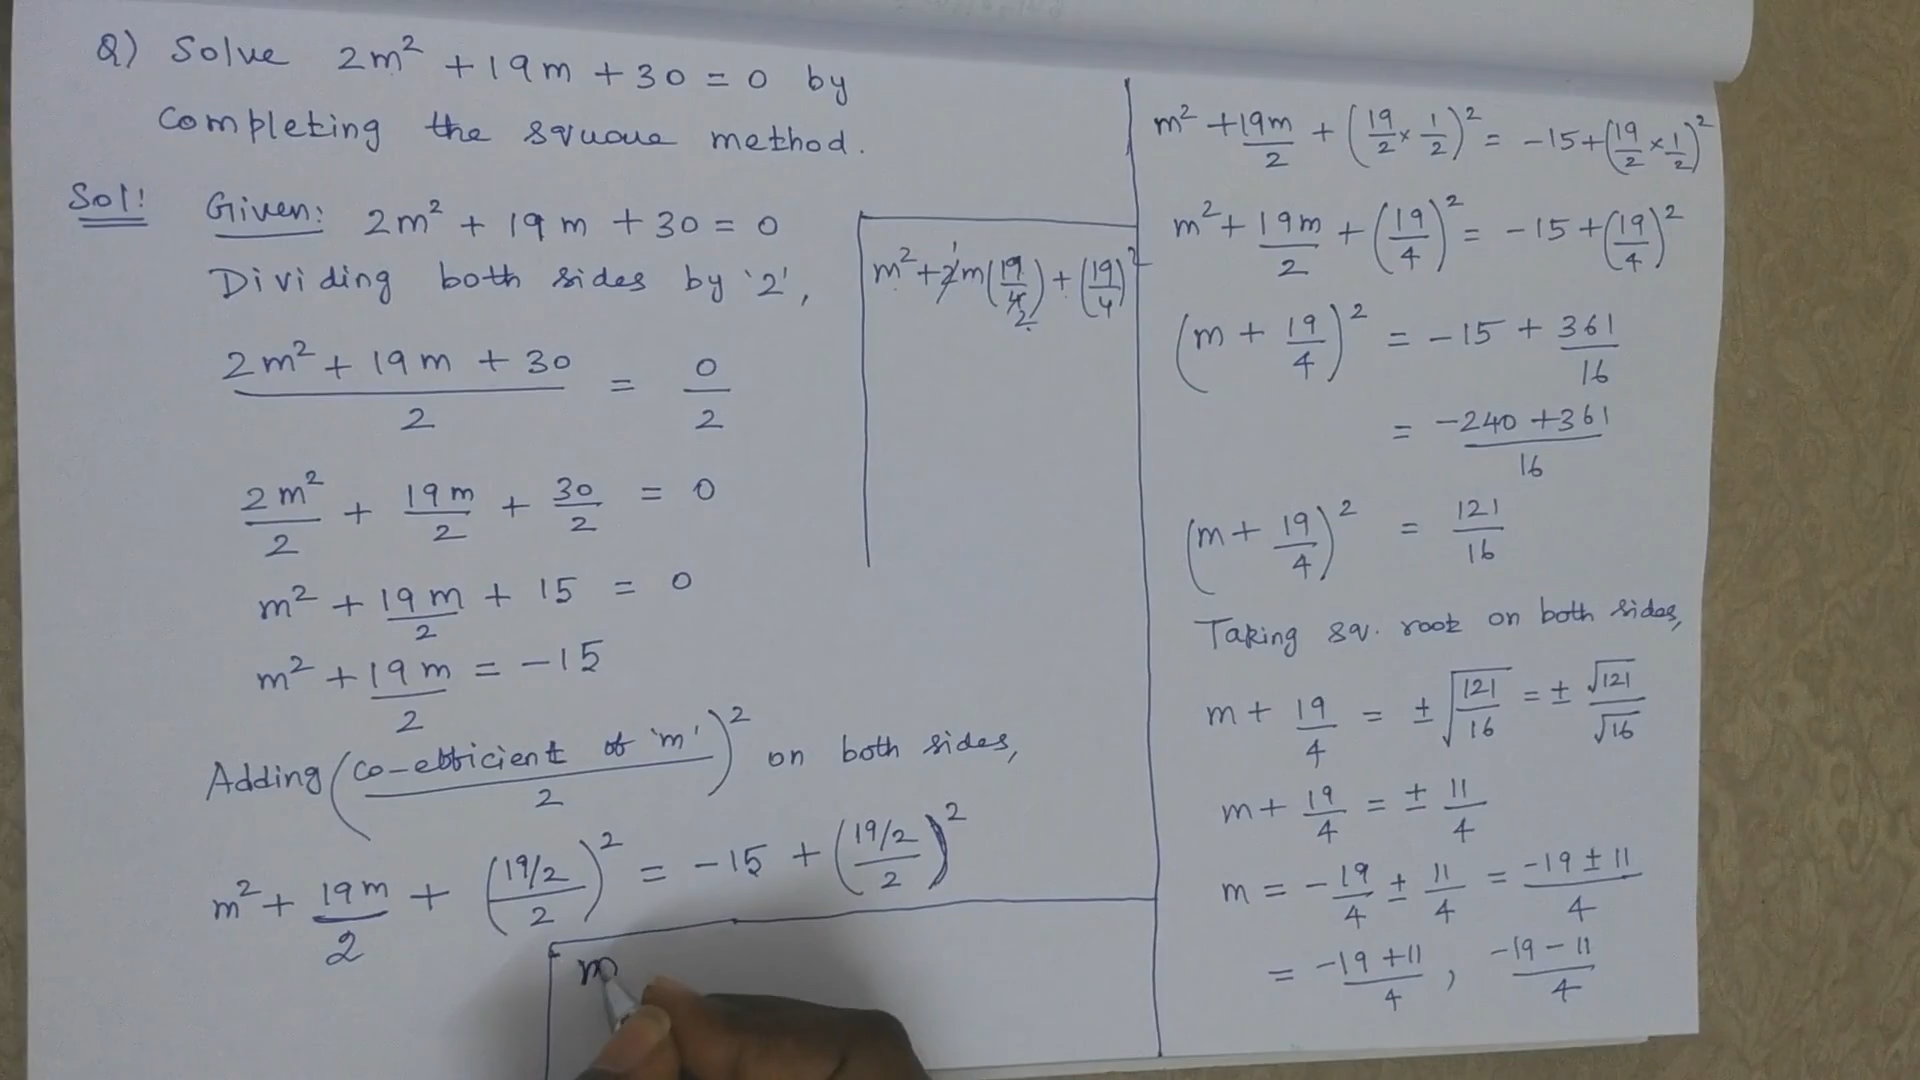 Q) Solve 2m² + 19m + 30 = 0 by
completing the square method.
Sol: Given: 2m² + 19m + 30 = 0
Dividing both sides by '2',
(2m² + 19m + 30)/2 = 0/2
2m²/2 + 19m/2 + 30/2 = 0
m² + 19m/2 + 15 = 0
m² + 19m/2 = -15
Adding (co-efficient of 'm'/2)² on both sides,
m² + 19m/2 + ((19/2)/2)² = -15 + ((19/2)/2)²
m² + 2m(19/4) + (19/4)²
1
2
m
m² + 19m/2 + (19/2 × 1/2)² = -15 + (19/2 × 1/2)²
m² + 19m/2 + (19/4)² = -15 + (19/4)²
(m + 19/4)² = -15 + 361/16
= (-240 + 361)/16
(m + 19/4)² = 121/16
Taking sq. root on both sides,
m + 19/4 = ± √(121/16) = ± √121/√16
m + 19/4 = ± 11/4
m = -19/4 ± 11/4 = (-19 ± 11)/4
= (-19 + 11)/4 , (-19 - 11)/4